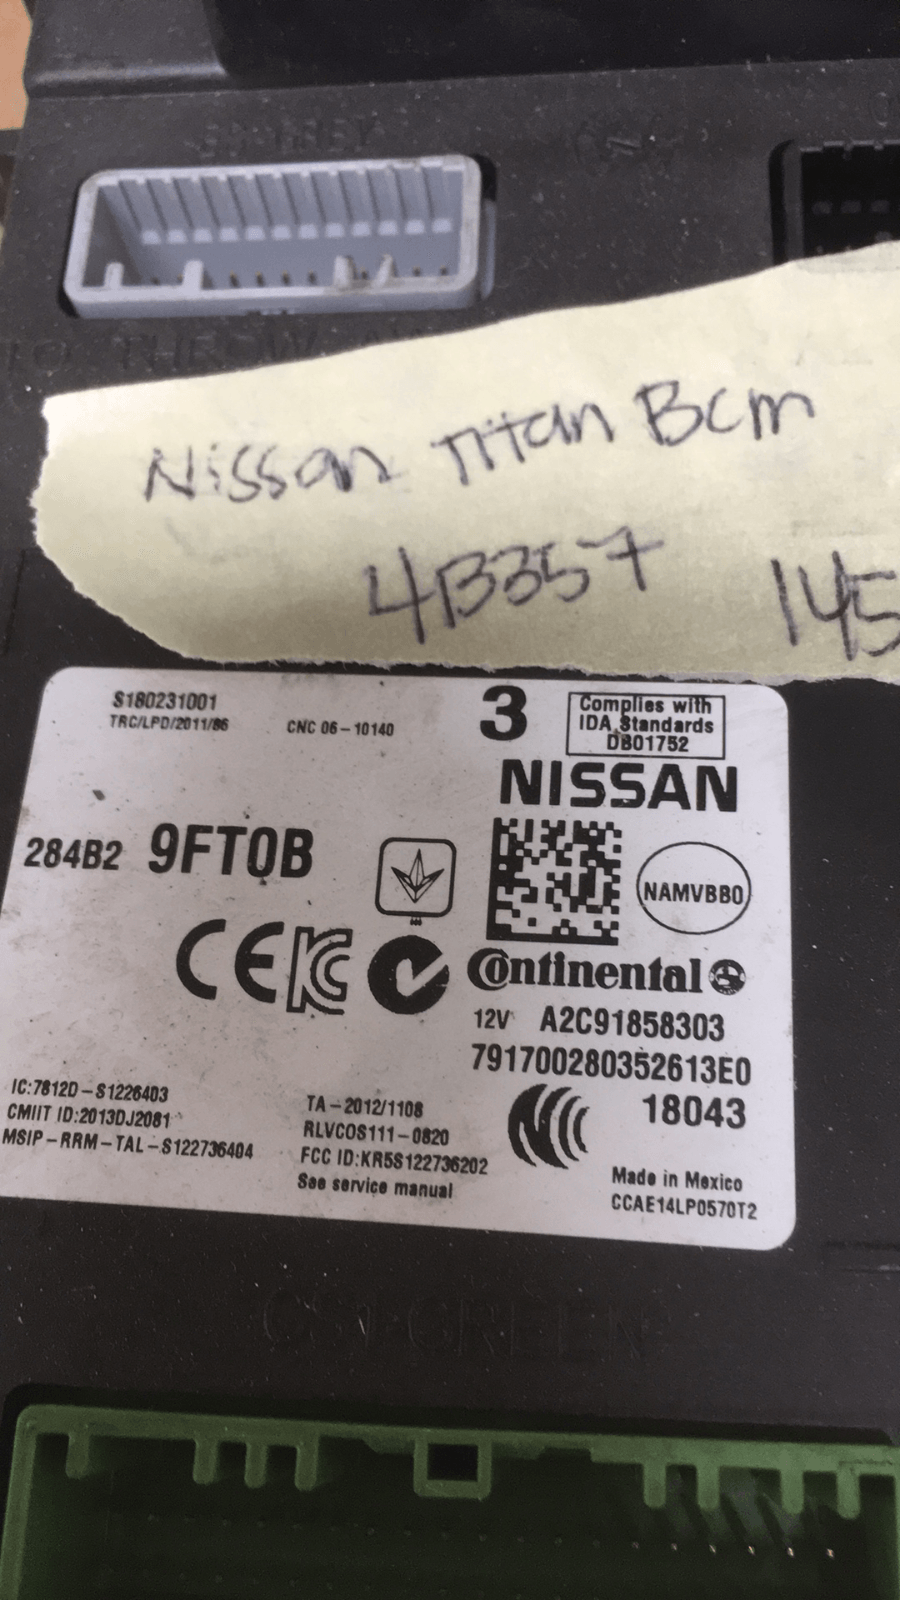 Nissan Titan Bcm
4B357 145
S180231001
TRC/LPD/2011/86
CNC 06-10140
3
Complies with
IDA Standards
DB01752
NISSAN
284B2 9FT0B
NAMVBB0
CE
Continental
12V A2C91858303
791700280352613E0
18043
IC:7812D-S1226403
CMIIT ID:2013DJ2081
MSIP-RRM-TAL-S122736404
TA-2012/1108
RLVCOS111-0820
FCC ID:KR5S122736202
See service manual
Made in Mexico
CCAE14LP0570T2
GREEN